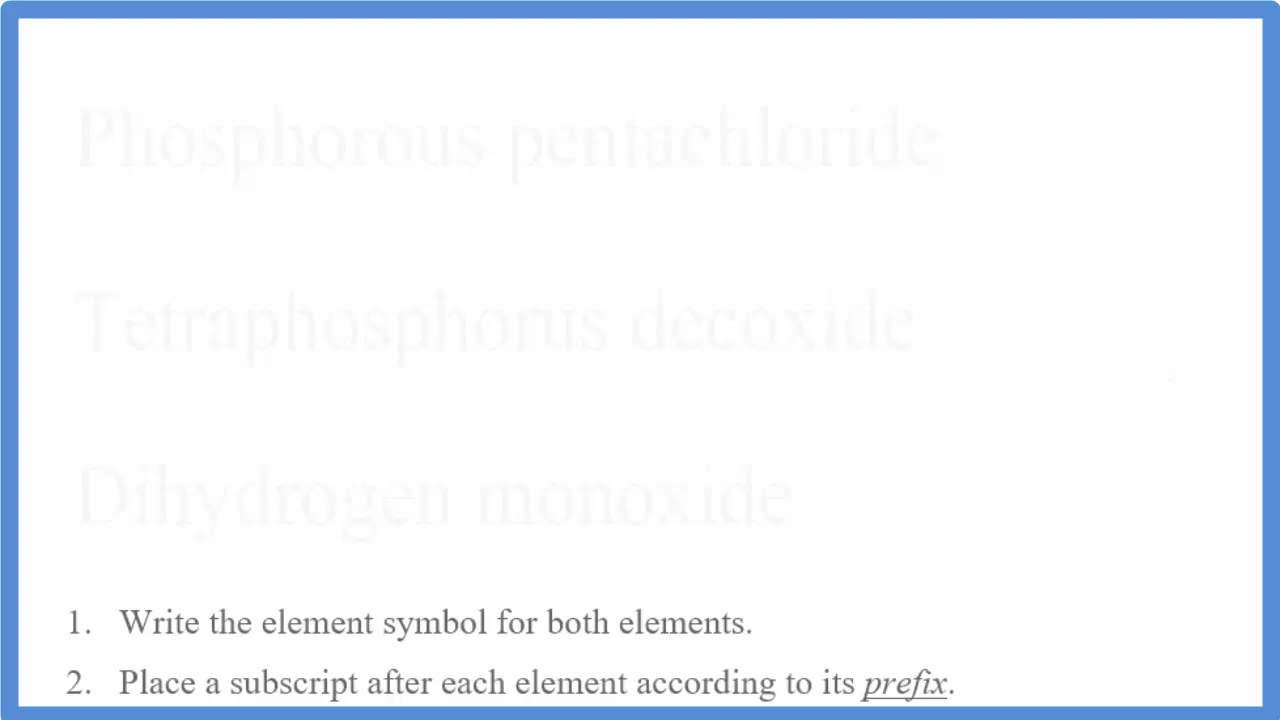 Phosphorous pentachloride
Tetraphosphorus decoxide
Dihydrogen monoxide
1. Write the element symbol for both elements.
2. Place a subscript after each element according to its prefix.